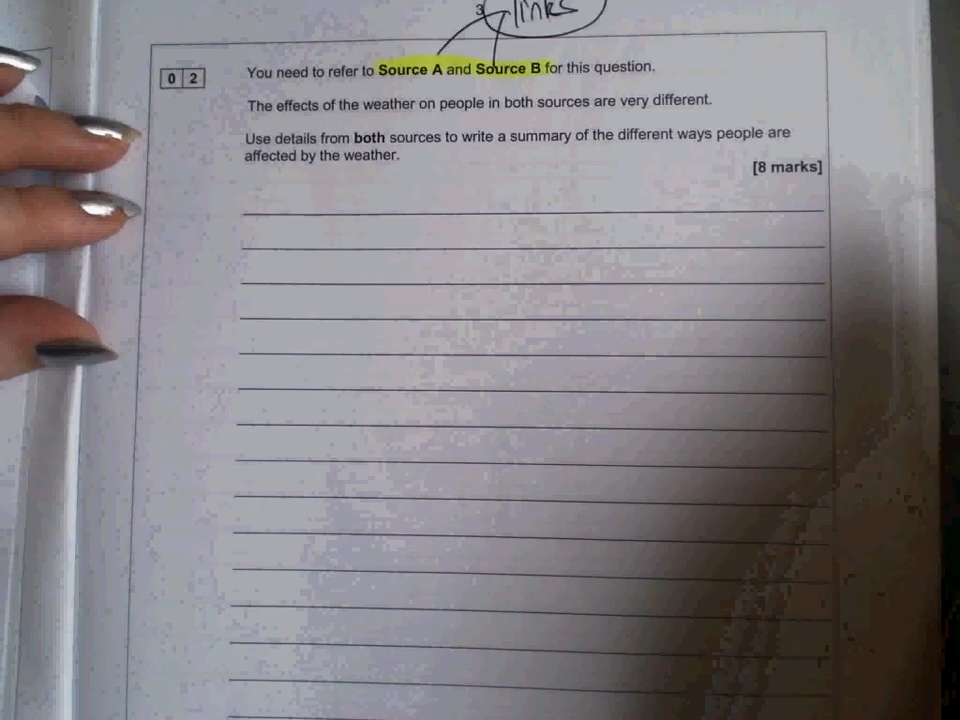 3 links
0 2 You need to refer to Source A and Source B for this question.
The effects of the weather on people in both sources are very different.
Use details from both sources to write a summary of the different ways people are
affected by the weather.
[8 marks]